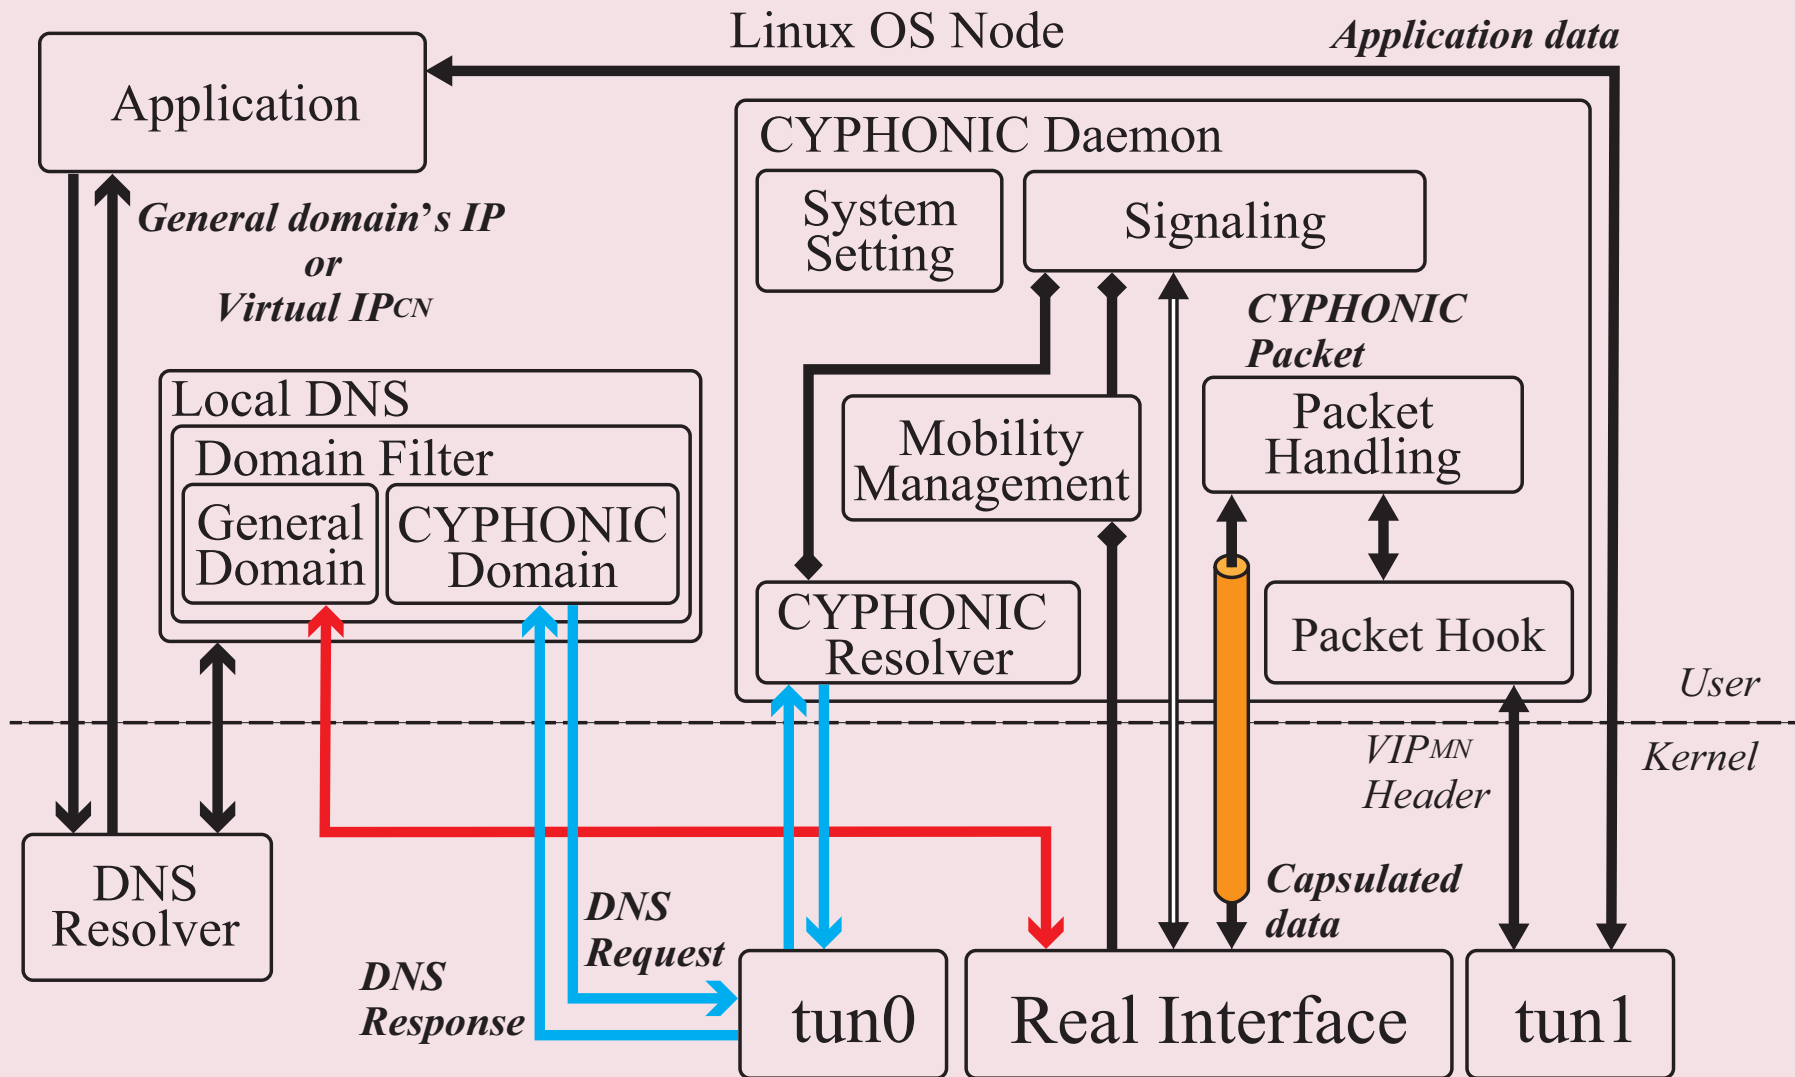 Linux OS Node
Application data
Application
CYPHONIC Daemon
System
Setting
Signaling
General domain's IP
or
Virtual IPCN
CYPHONIC
Packet
Local DNS
Domain Filter
General
Domain
CYPHONIC
Domain
Mobility
Management
Packet
Handling
CYPHONIC
Resolver
Packet Hook
User
Kernel
VIPMN
Header
DNS
Resolver
DNS
Request
DNS
Response
Capsulated
data
tun0
Real Interface
tun1